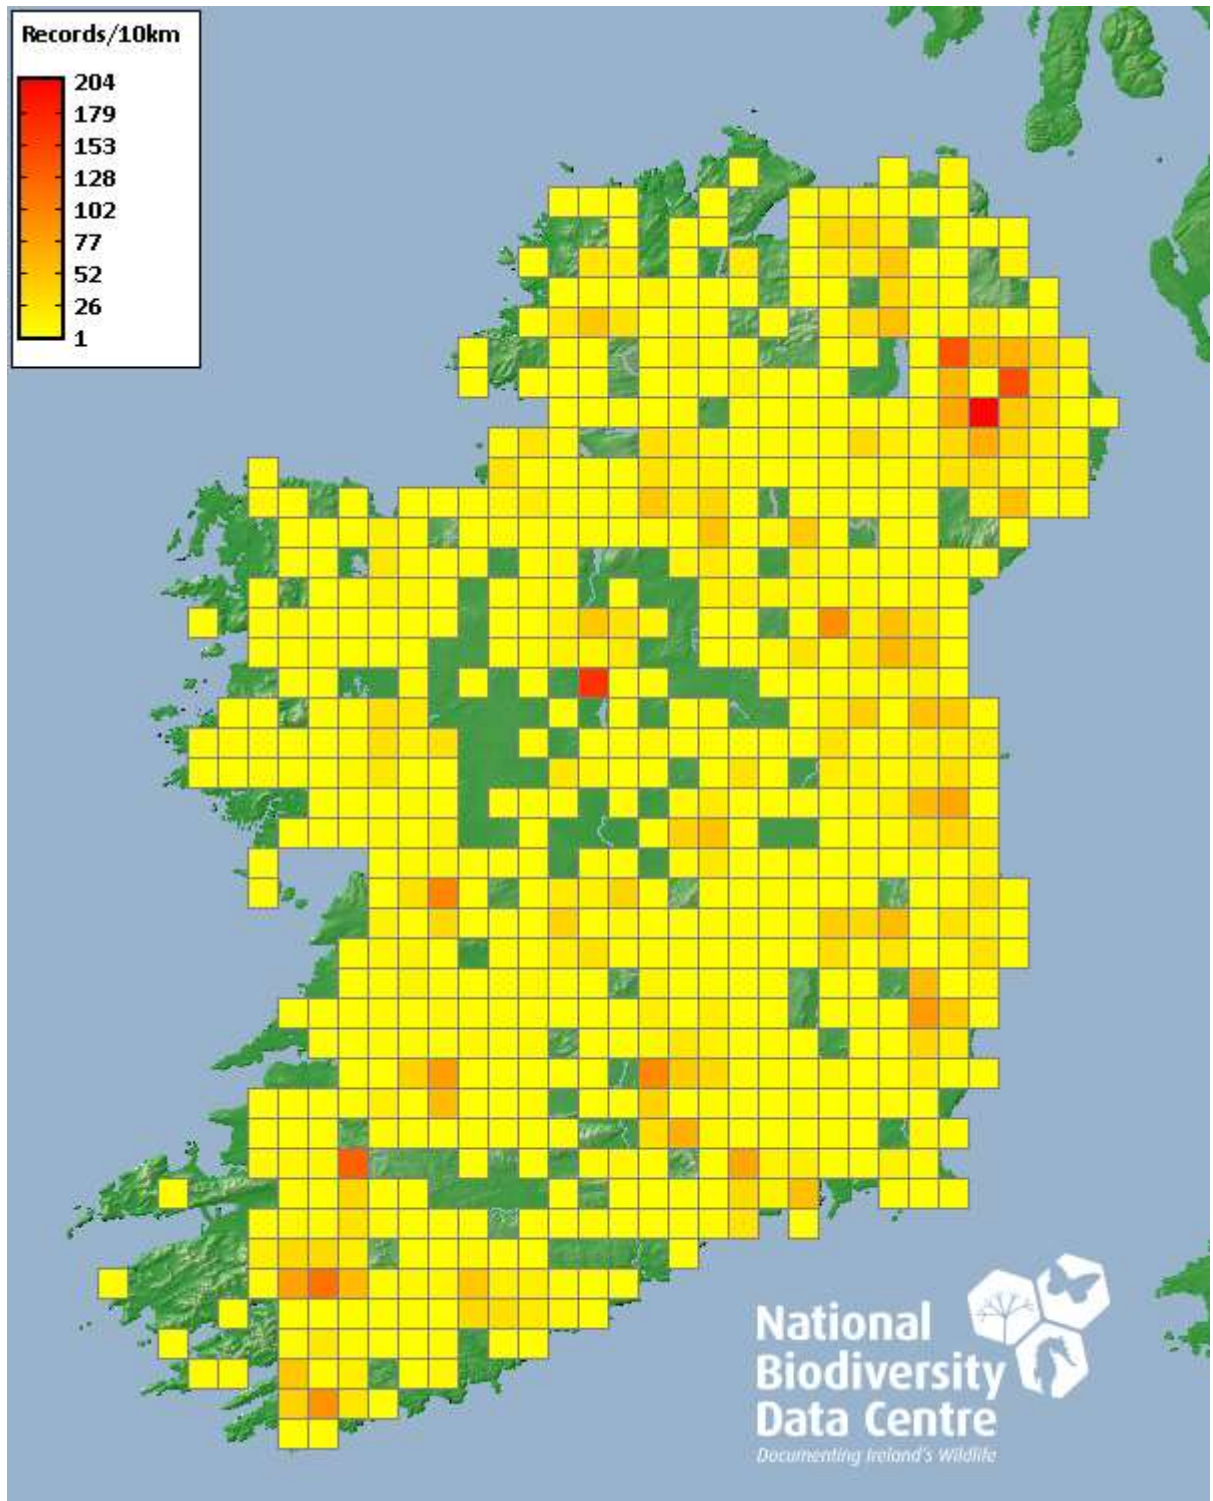 Records/10km
204
179
153
128
102
77
52
26
1
National
Biodiversity
Data Centre
Documenting Ireland's Wildlife